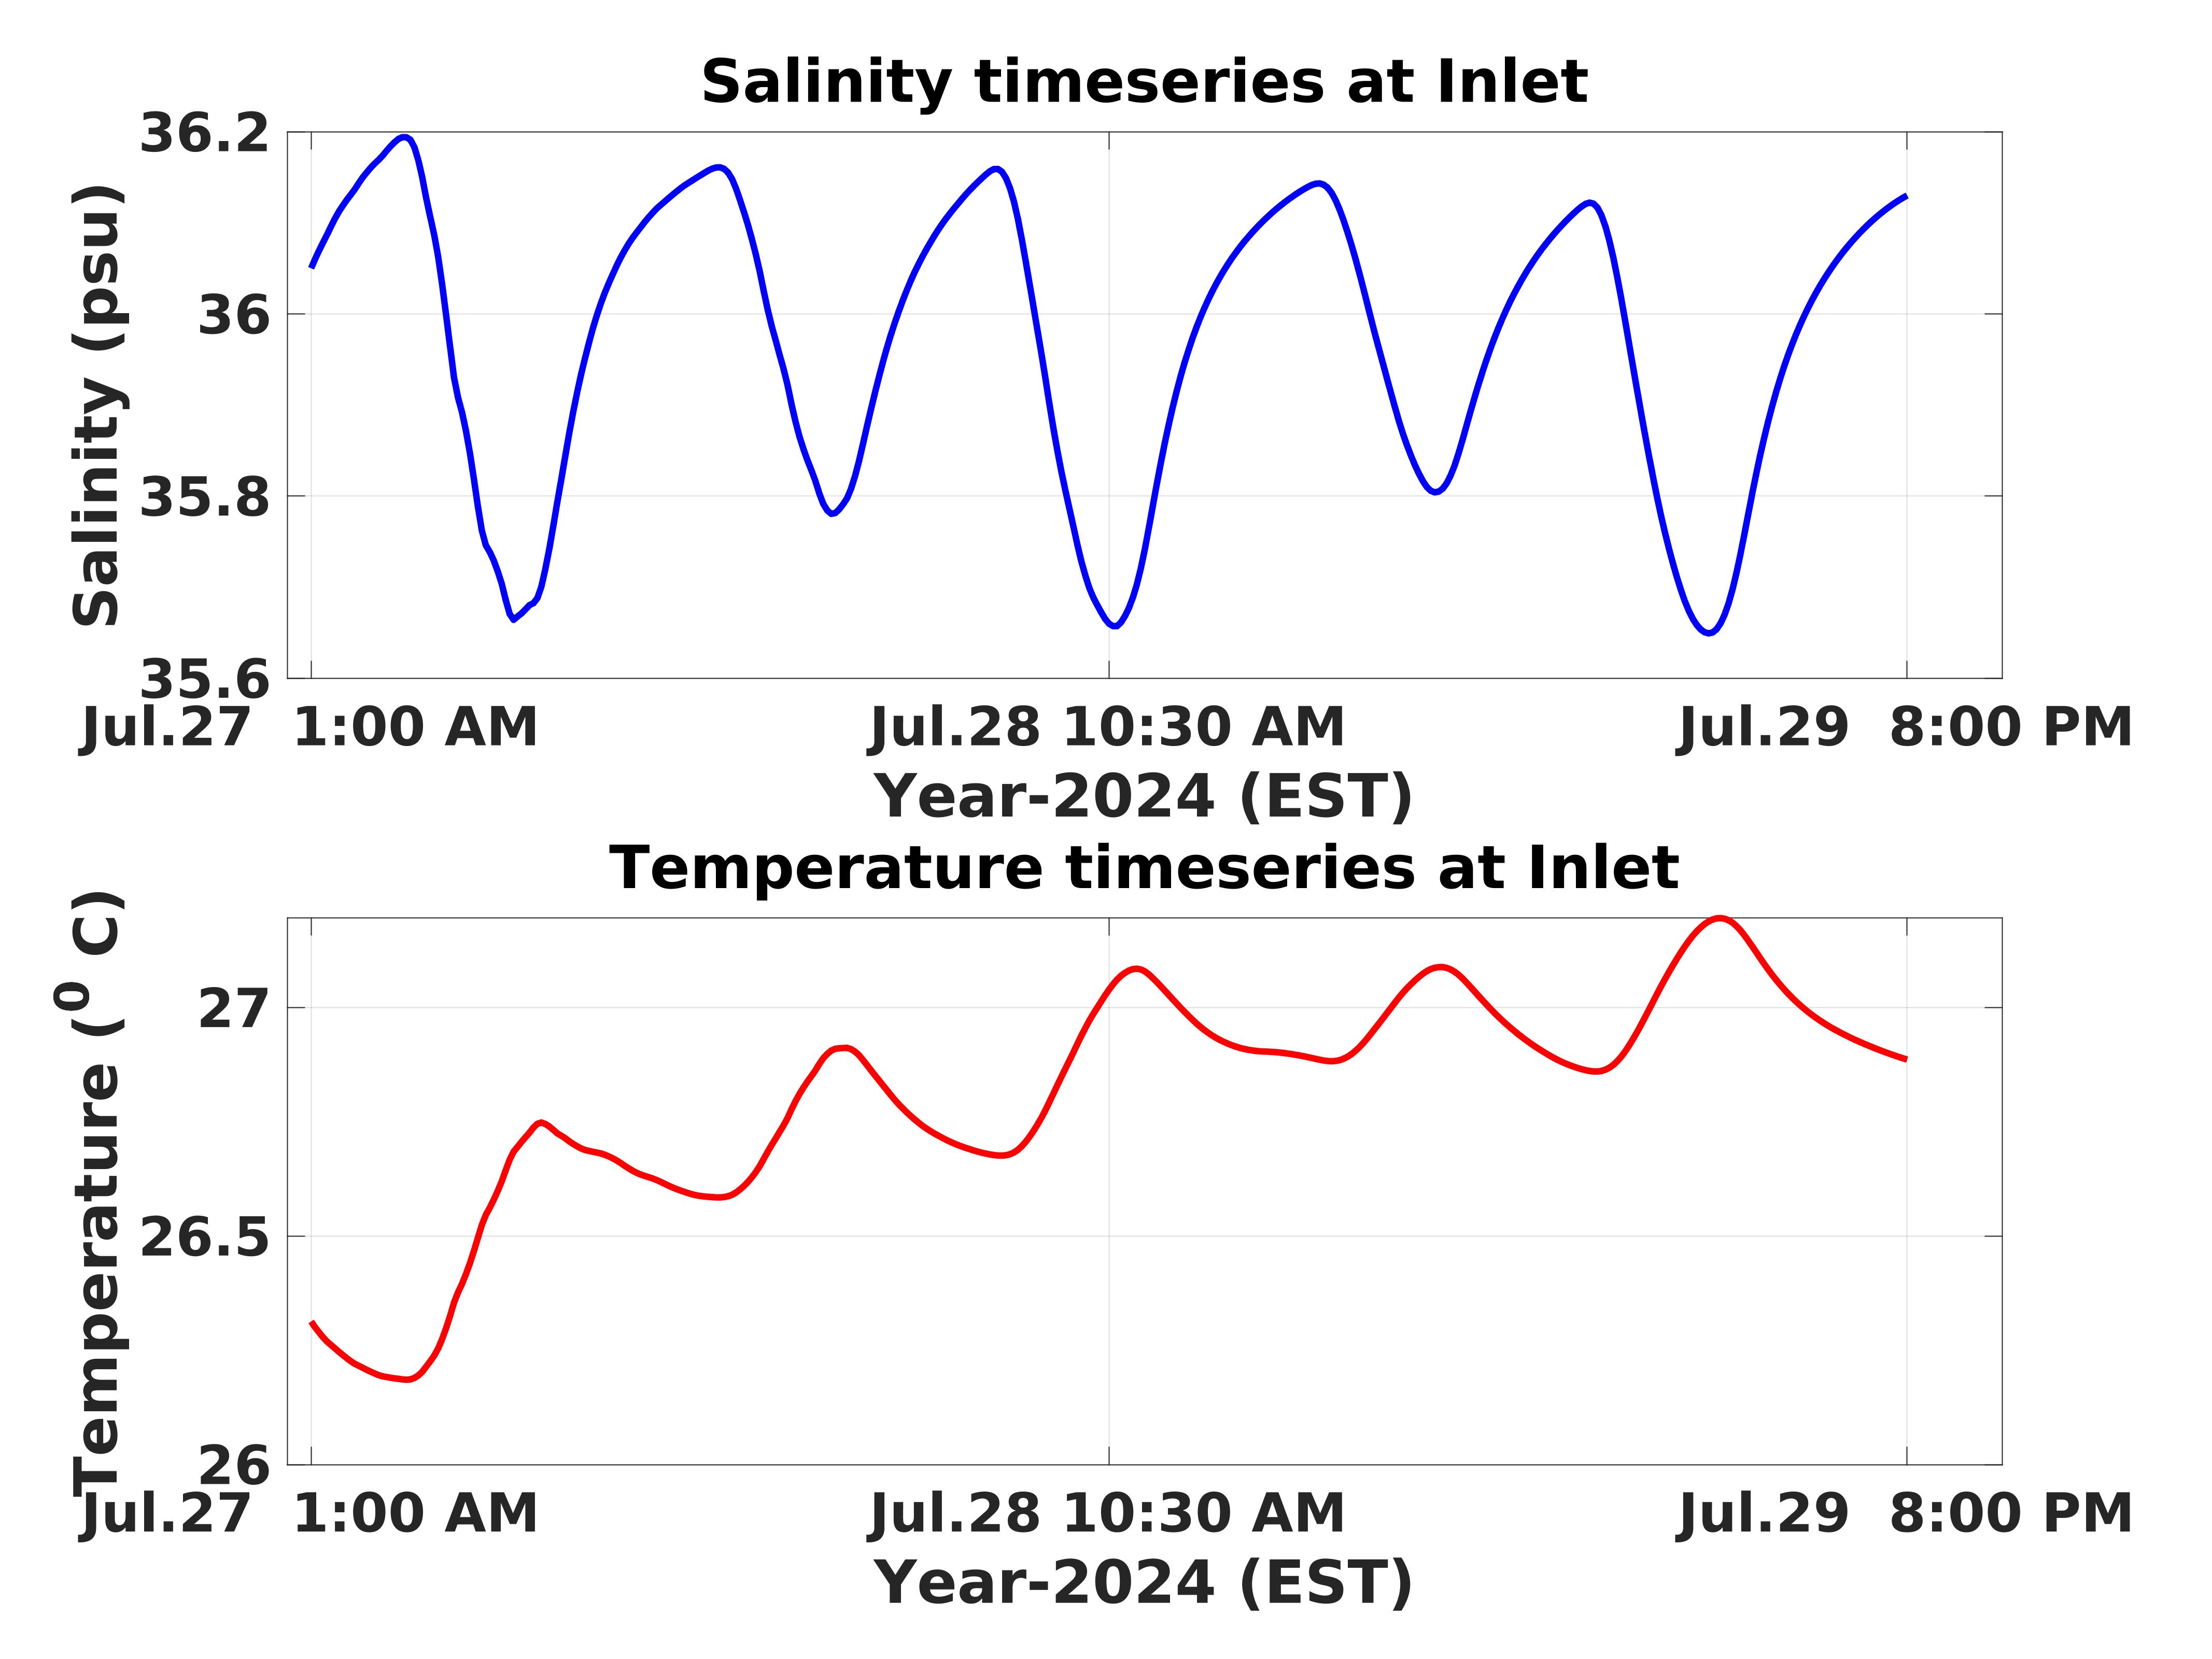 Salinity timeseries at Inlet
Salinity (psu)
36.2
36
35.8
35.6
Jul.27  1:00 AM
Jul.28 10:30 AM
Jul.29  8:00 PM
Year-2024 (EST)
Temperature timeseries at Inlet
Temperature (⁰ C)
27
26.5
26
Jul.27  1:00 AM
Jul.28 10:30 AM
Jul.29  8:00 PM
Year-2024 (EST)